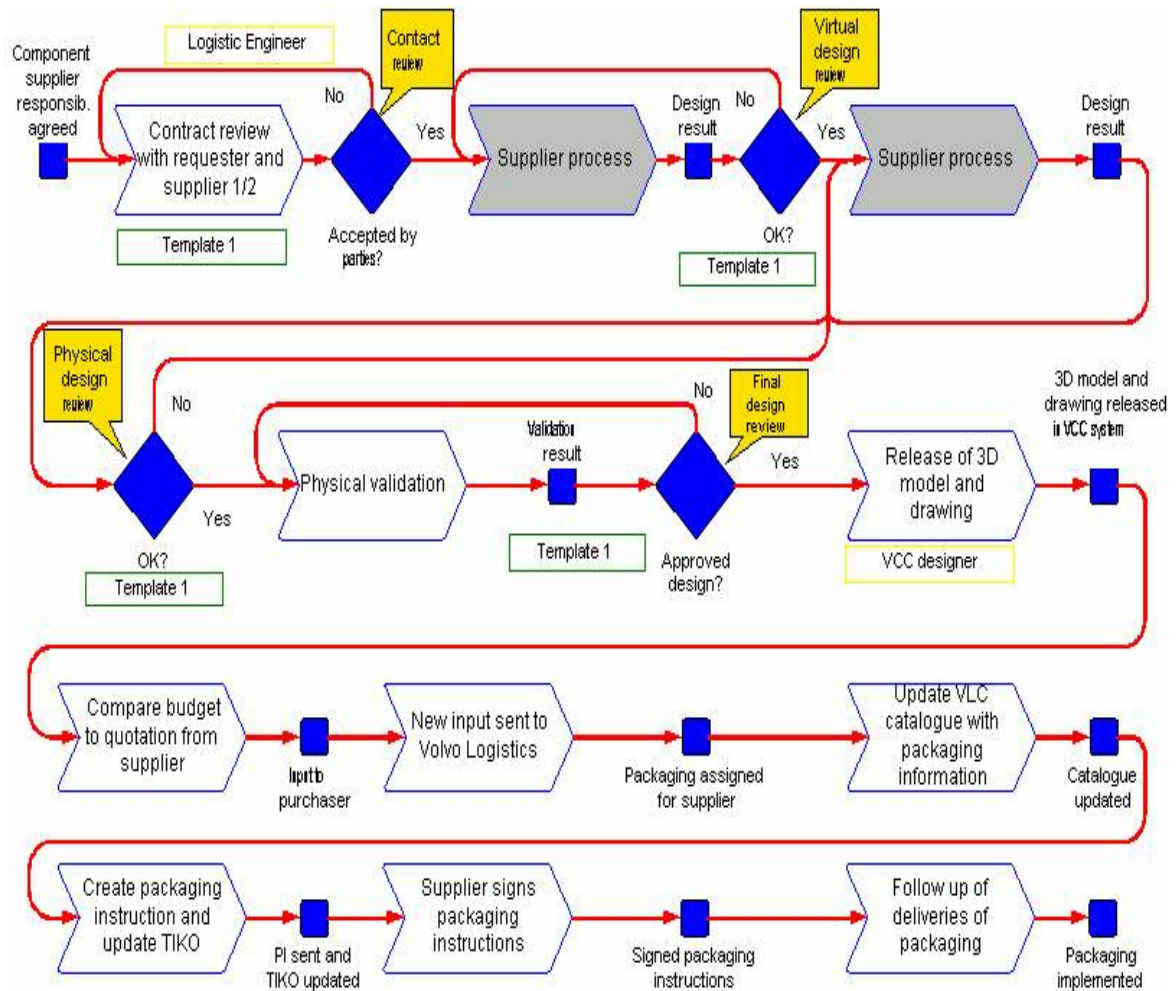 Logistic Engineer
Contact
review
Virtual
design
review
Component
supplier
responsib.
agreed
No
Design
result
No
Design
result
Contract review
with requester and
supplier 1/2
Yes
Supplier process
Yes
Supplier process
Template 1
Accepted by
parties?
OK?
Template 1
Physical
design
review
No
No
Final
design
review
3D model and
drawing released
in VCC system
Validation
result
Physical validation
Yes
Yes
Release of 3D
model and
drawing
OK?
Template 1
Template 1
Approved
design?
VCC designer
Compare budget
to quotation from
supplier
Input to
purchaser
New input sent to
Volvo Logistics
Packaging assigned
for supplier
Update VLC
catalogue with
packaging
information
Catalogue
updated
Create packaging
instruction and
update TIKO
PI sent and
TIKO updated
Supplier signs
packaging
instructions
Signed packaging
instructions
Follow up of
deliveries of
packaging
Packaging
implemented